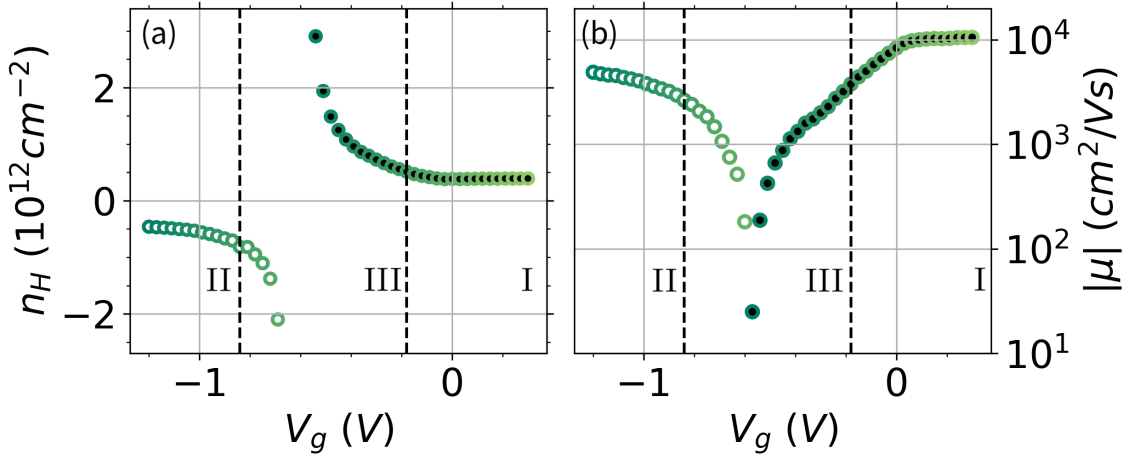 (a)
n_H (10^12 cm^−2)
2
0
−2
II
III
I
−1
0
V_g (V)
(b)
|μ| (cm^2/Vs)
10^4
10^3
10^2
10^1
II
III
I
−1
0
V_g (V)